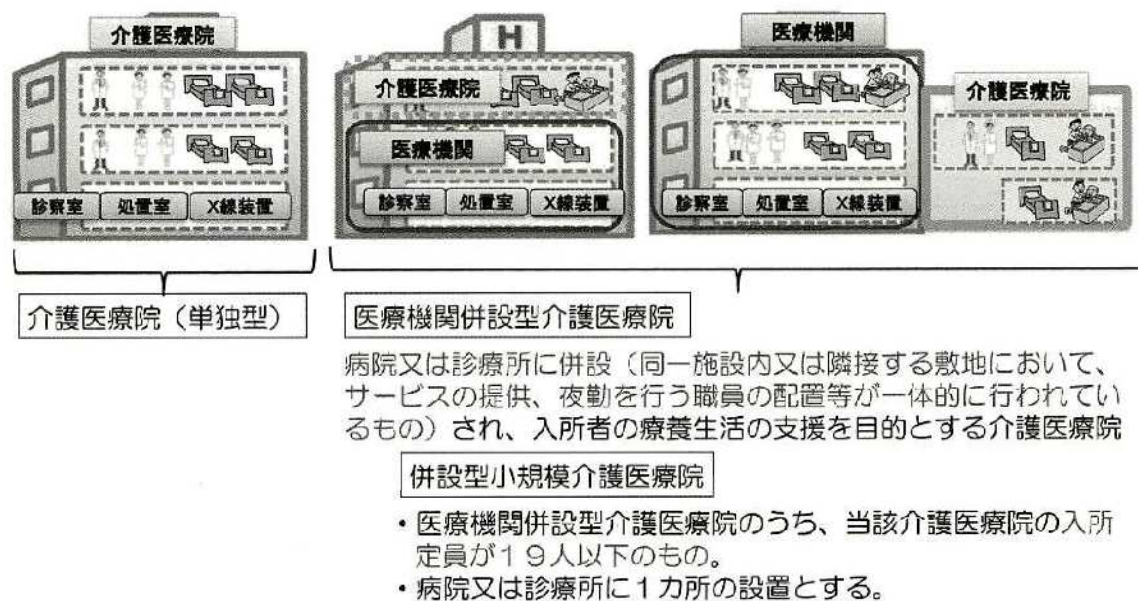 介護医療院
診察室 処置室 X線装置
H
介護医療院
医療機関
診察室 処置室 X線装置
医療機関
診察室 処置室 X線装置
介護医療院
介護医療院（単独型）
医療機関併設型介護医療院
病院又は診療所に併設（同一施設内又は隣接する敷地において、
サービスの提供、夜勤を行う職員の配置等が一体的に行われてい
るもの）され、入所者の療養生活の支援を目的とする介護医療院
併設型小規模介護医療院
・医療機関併設型介護医療院のうち、当該介護医療院の入所
定員が１９人以下のもの。
・病院又は診療所に１カ所の設置とする。